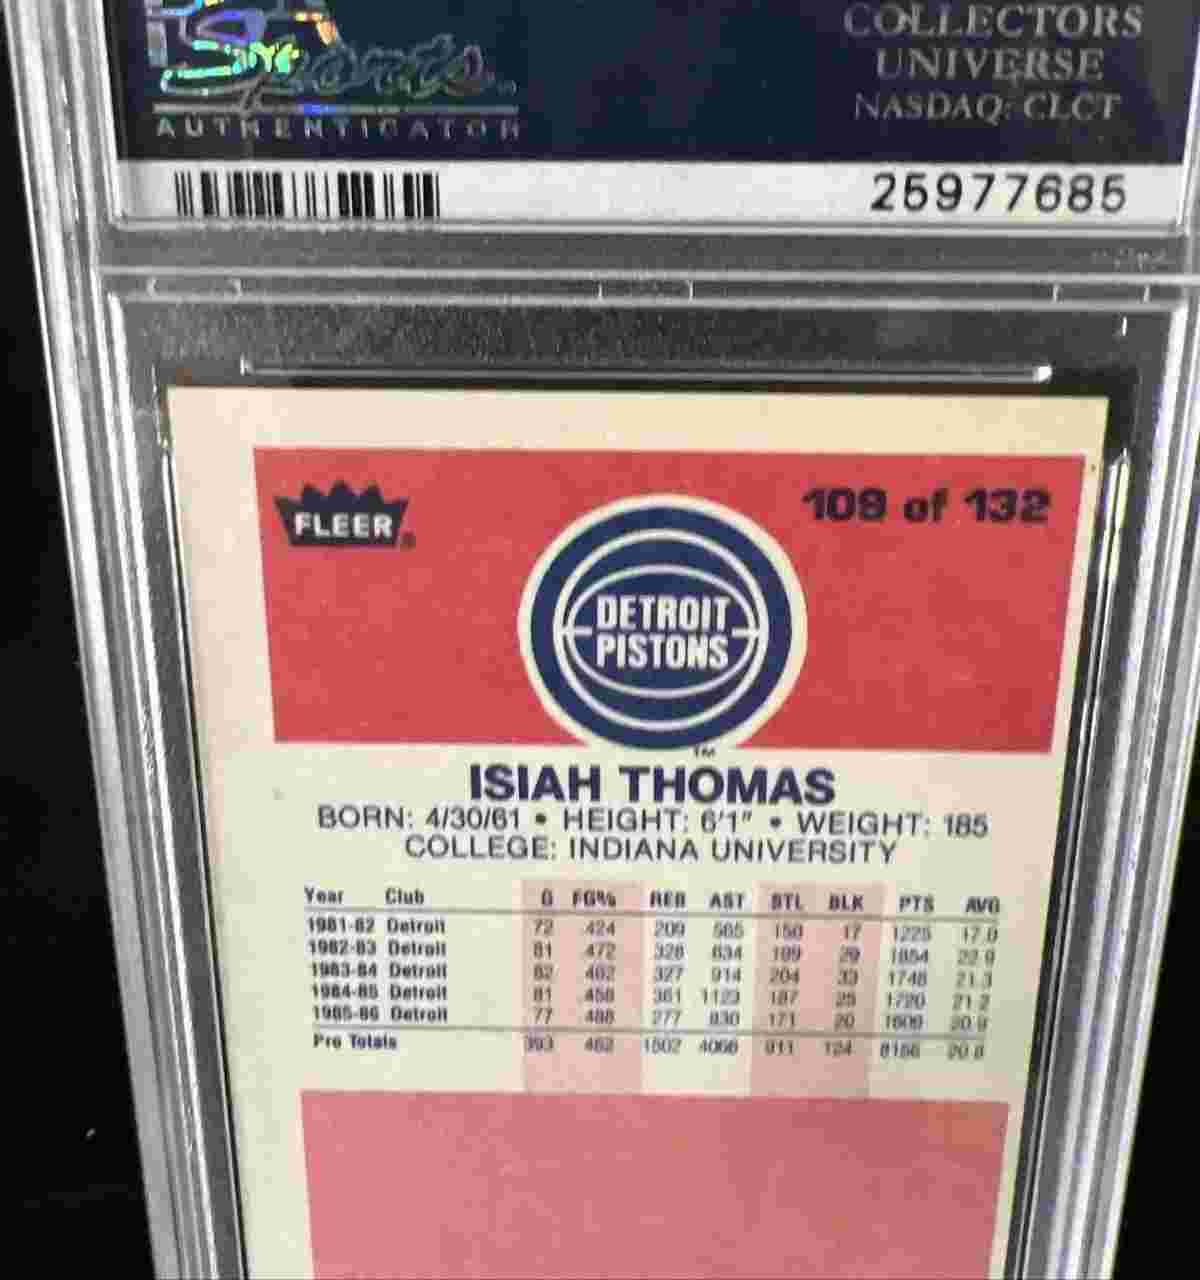 Sports™
AUTHENTICATOR
COLLECTORS
UNIVERSE
NASDAQ: CLCT
25977685
FLEER®
109 of 132
DETROIT
PISTONS
TM
ISIAH THOMAS
BORN: 4/30/61 • HEIGHT: 6'1" • WEIGHT: 185
COLLEGE: INDIANA UNIVERSITY
Year Club G FG% REB AST STL BLK PTS AVG
1981-82 Detroit 72 .424 209 565 150 17 1225 17.0
1982-83 Detroit 81 .472 328 634 199 29 1854 22.9
1983-84 Detroit 82 .462 327 914 204 33 1748 21.3
1984-85 Detroit 81 .458 361 1123 187 25 1720 21.2
1985-86 Detroit 77 .488 277 830 171 20 1609 20.9
Pro Totals 393 .462 1502 4066 911 124 8156 20.8